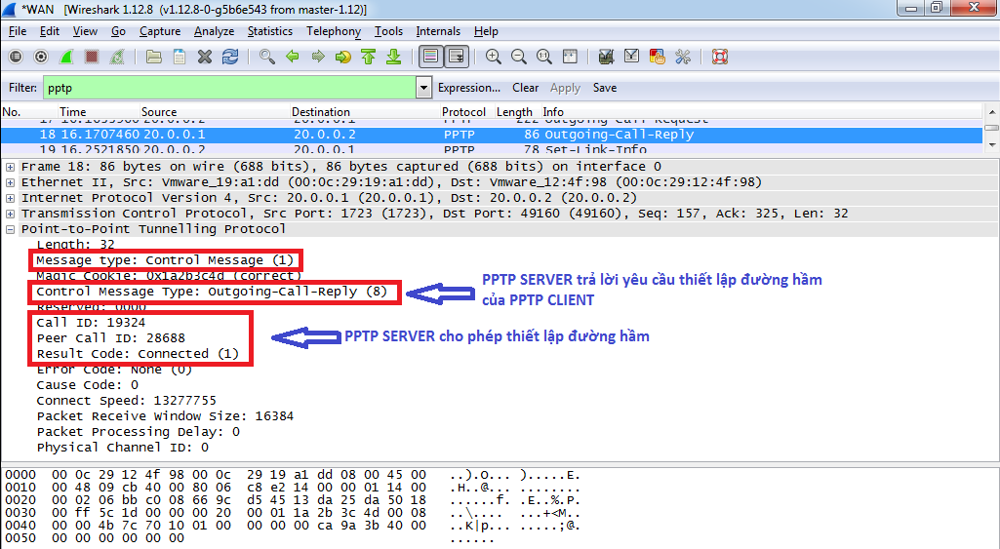 *WAN   [Wireshark 1.12.8  (v1.12.8-0-g5b6e543 from master-1.12)]
File   Edit   View   Go   Capture   Analyze   Statistics   Telephony   Tools   Internals   Help
Filter: pptp   Expression...   Clear   Apply   Save
No.   Time   Source   Destination   Protocol   Length   Info
17 16.1695900 20.0.0.2   20.0.0.1   PPTP   222 Outgoing-Call-Request
18 16.1707460 20.0.0.1   20.0.0.2   PPTP   86 Outgoing-Call-Reply
19 16.2521850 20.0.0.2   20.0.0.1   PPTP   78 Set-Link-Info
Frame 18: 86 bytes on wire (688 bits), 86 bytes captured (688 bits) on interface 0
Ethernet II, Src: Vmware_19:a1:dd (00:0c:29:19:a1:dd), Dst: Vmware_12:4f:98 (00:0c:29:12:4f:98)
Internet Protocol Version 4, Src: 20.0.0.1 (20.0.0.1), Dst: 20.0.0.2 (20.0.0.2)
Transmission Control Protocol, Src Port: 1723 (1723), Dst Port: 49160 (49160), Seq: 157, Ack: 325, Len: 32
Point-to-Point Tunnelling Protocol
Length: 32
Message type: Control Message (1)
Magic Cookie: 0x1a2b3c4d (correct)
Control Message Type: Outgoing-Call-Reply (8)
PPTP SERVER trả lời yêu cầu thiết lập đường hầm
của PPTP CLIENT
Reserved: 0000
Call ID: 19324
Peer Call ID: 28688
PPTP SERVER cho phép thiết lập đường hầm
Result Code: Connected (1)
Error Code: None (0)
Cause Code: 0
Connect Speed: 13277755
Packet Receive Window Size: 16384
Packet Processing Delay: 0
Physical Channel ID: 0
0000  00 0c 29 12 4f 98 00 0c  29 19 a1 dd 08 00 45 00   ..).O... ).....E.
0010  00 48 09 cb 40 00 80 06  c8 e2 14 00 00 01 14 00   .H..@... ........
0020  00 02 06 bb c0 08 66 9c  d5 45 13 da 25 da 50 18   ......f. .E..%.P.
0030  00 ff 5c 1d 00 00 00 20  00 01 1a 2b 3c 4d 00 08   ..\....  ...+<M..
0040  00 00 4b 7c 70 10 01 00  00 00 00 ca 9a 3b 40 00   ..K|p... .....;@.
0050  00 00 00 00 00 00   ......